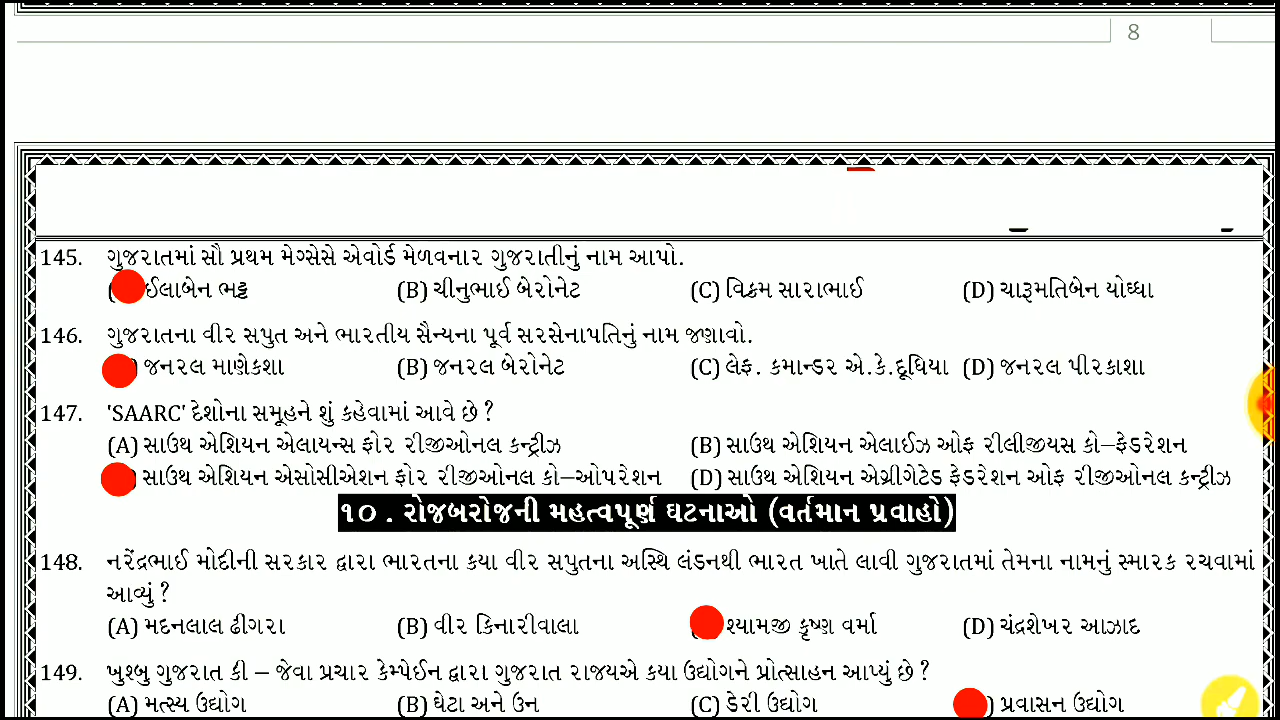 8
145. ગુજરાતમાં સૌ પ્રથમ મેગ્સેસે એવોર્ડ મેળવનાર ગુજરાતીનું નામ આપો.
ઈલાબેન ભટ્ટ (B) ચીનુભાઈ બેરોનેટ (C) વિક્રમ સારાભાઈ (D) ચારૂમતિબેન યોધ્ધા
146. ગુજરાતના વીર સપુત અને ભારતીય સૈન્યના પૂર્વ સરસેનાપતિનું નામ જણાવો.
) જનરલ માણેકશા (B) જનરલ બેરોનેટ (C) લેફ. કમાન્ડર એ.કે.દૂધિયા (D) જનરલ પીરકાશા
147. 'SAARC' દેશોના સમૂહને શું કહેવામાં આવે છે ?
(A) સાઉથ એશિયન એલાયન્સ ફોર રીજીઓનલ કન્ટ્રીઝ (B) સાઉથ એશિયન એલાઈઝ ઓફ રીલીજીયસ કો–ફેડરેશન
) સાઉથ એશિયન એસોસીએશન ફોર રીજીઓનલ કો–ઓપરેશન (D) સાઉથ એશિયન એગ્રીગેટેડ ફેડરેશન ઓફ રીજીઓનલ કન્ટ્રીઝ
૧૦. રોજબરોજની મહત્વપૂર્ણ ઘટનાઓ (વર્તમાન પ્રવાહો)
148. નરેંદ્રભાઈ મોદીની સરકાર દ્વારા ભારતના કયા વીર સપુતના અસ્થિ લંડનથી ભારત ખાતે લાવી ગુજરાતમાં તેમના નામનું સ્મારક રચવામાં
આવ્યું ?
(A) મદનલાલ ઢીગરા (B) વીર કિનારીવાલા શ્યામજી કૃષ્ણ વર્મા (D) ચંદ્રશેખર આઝાદ
149. ખુશ્બુ ગુજરાત કી – જેવા પ્રચાર કેમ્પેઈન દ્વારા ગુજરાત રાજયએ કયા ઉદ્યોગને પ્રોત્સાહન આપ્યું છે ?
(A) મત્સ્ય ઉદ્યોગ (B) ઘેટા અને ઉન (C) ડેરી ઉદ્યોગ ) પ્રવાસન ઉદ્યોગ